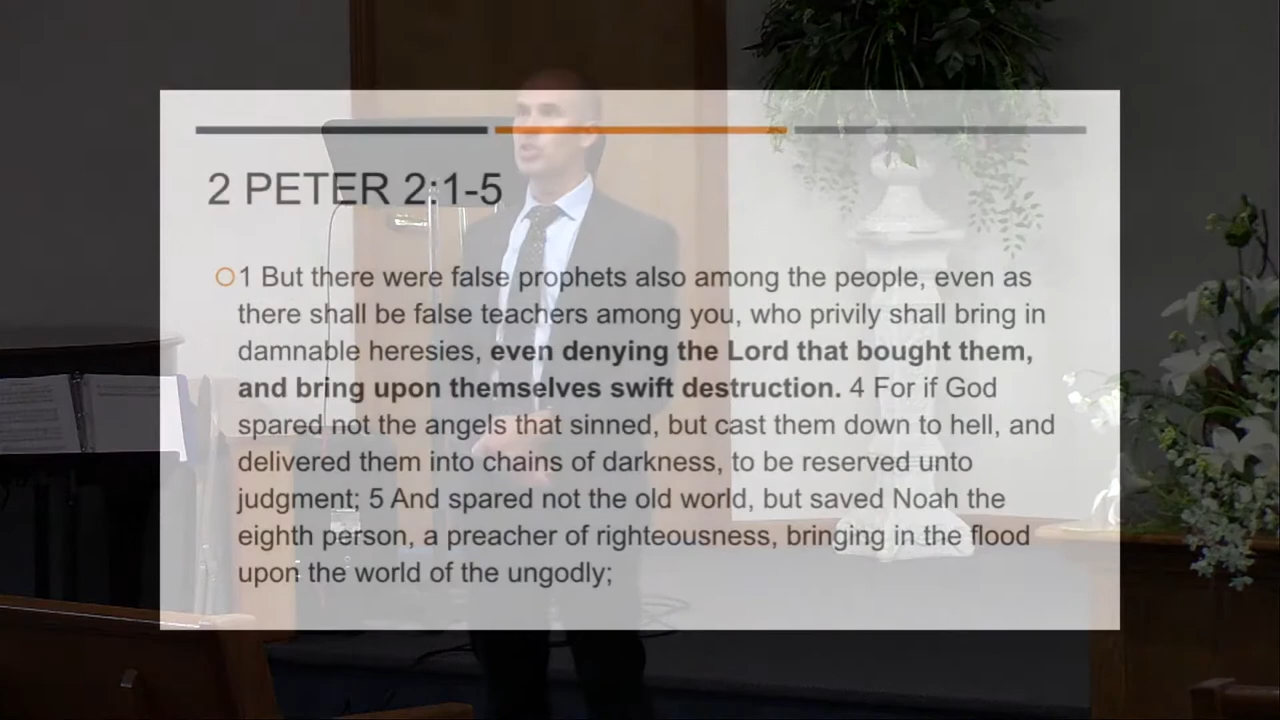 2 PETER 2:1-5
1 But there were false prophets also among the people, even as
there shall be false teachers among you, who privily shall bring in
damnable heresies, even denying the Lord that bought them,
and bring upon themselves swift destruction. 4 For if God
spared not the angels that sinned, but cast them down to hell, and
delivered them into chains of darkness, to be reserved unto
judgment; 5 And spared not the old world, but saved Noah the
eighth person, a preacher of righteousness, bringing in the flood
upon the world of the ungodly;